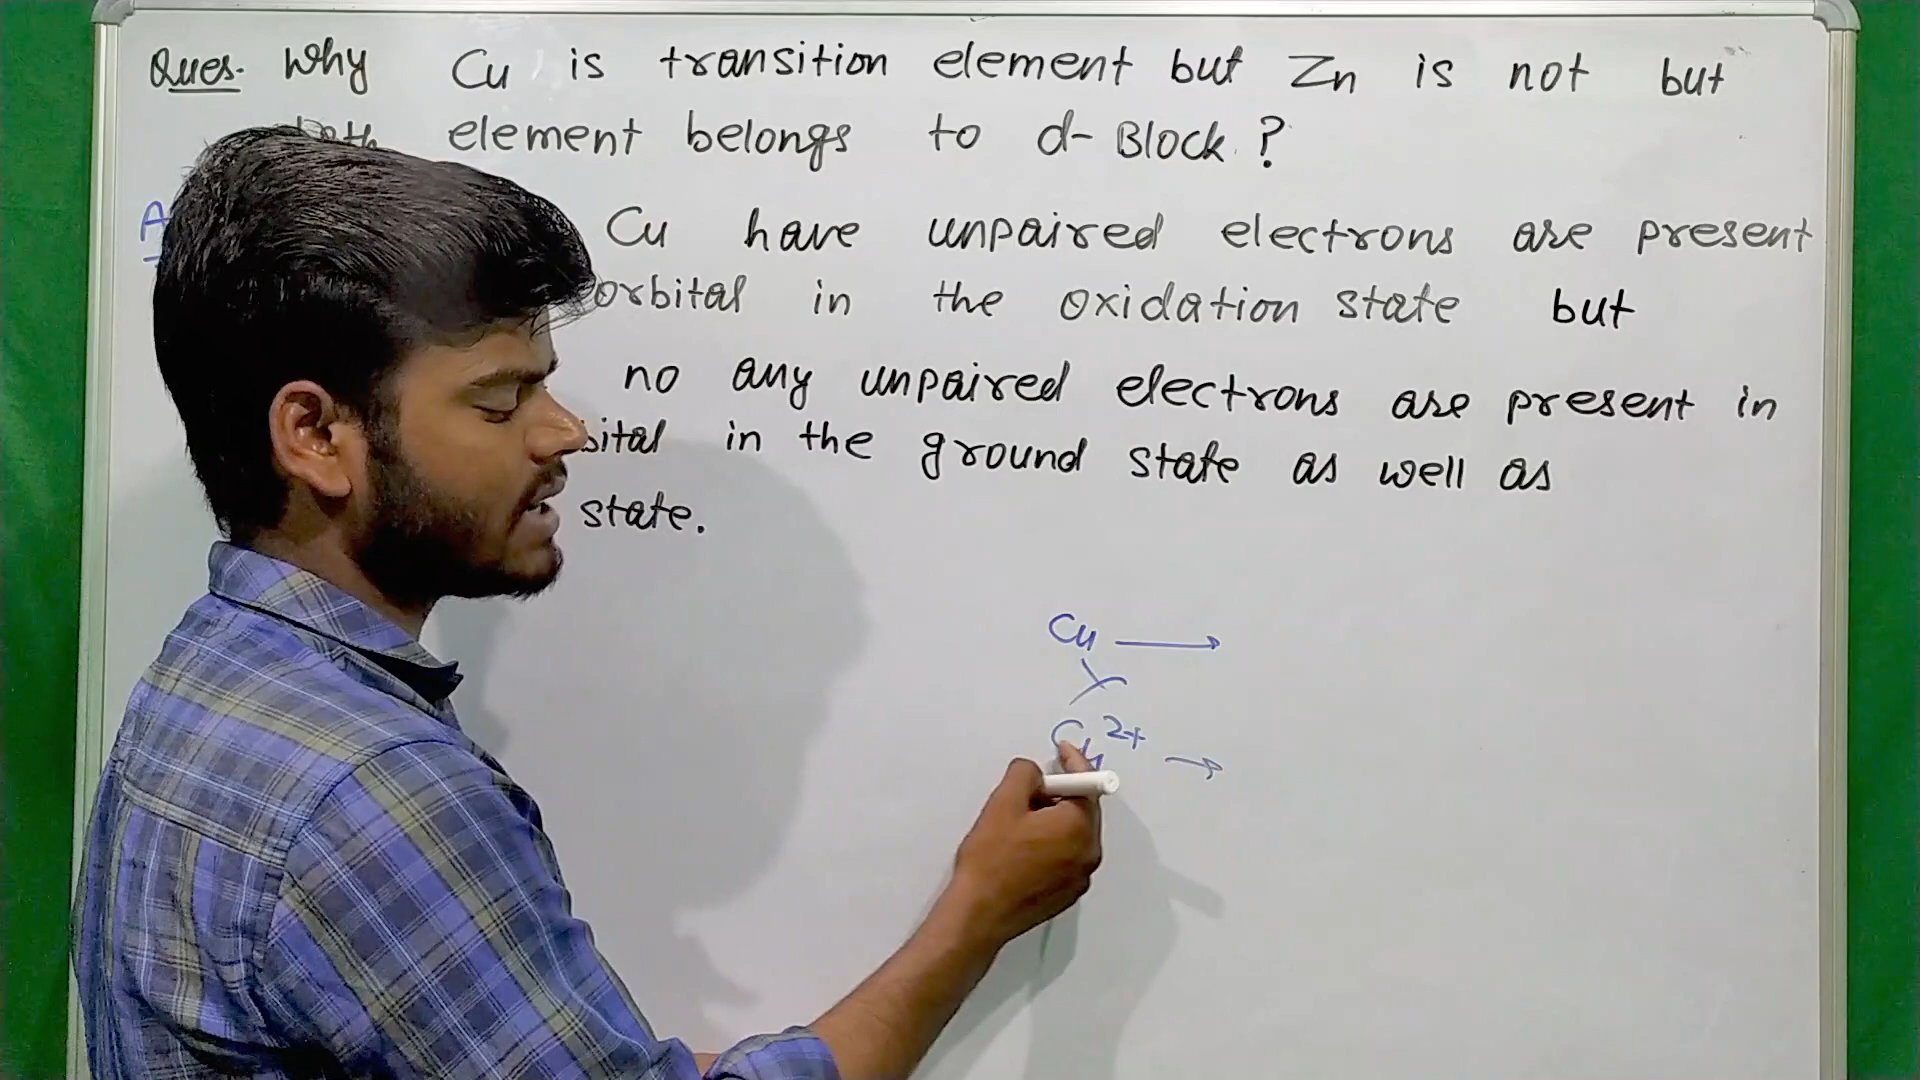 Ques. Why Cu is transition element but Zn is not but
element belongs to d-Block ?
Cu have unpaired electrons are present
orbital in the oxidation state but
no any unpaired electrons are present in
in the ground state as well as
state.
Cu →
Cu 2+ →